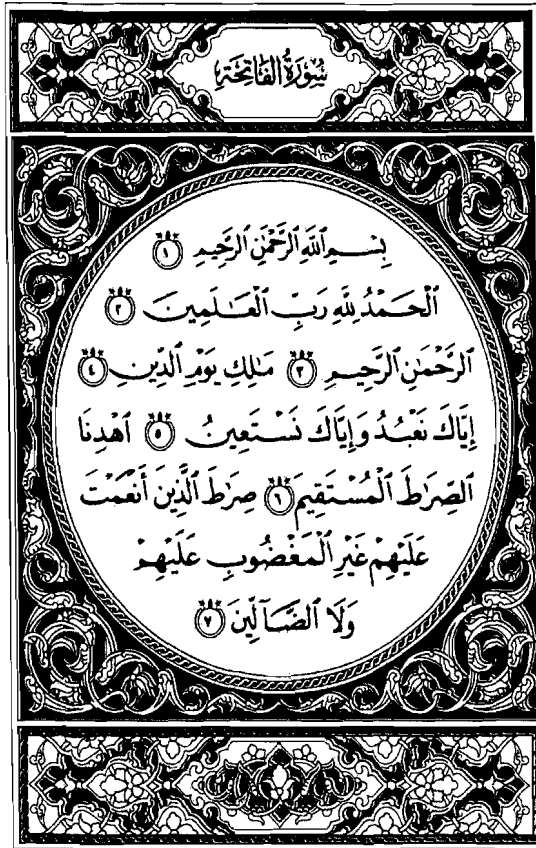 سُورَةُ الفَاتِحَةِ
بِسْمِ ٱللَّهِ ٱلرَّحْمَٰنِ ٱلرَّحِيمِ ١
ٱلْحَمْدُ لِلَّهِ رَبِّ ٱلْعَٰلَمِينَ ٢
ٱلرَّحْمَٰنِ ٱلرَّحِيمِ ٣ مَٰلِكِ يَوْمِ ٱلدِّينِ ٤
إِيَّاكَ نَعْبُدُ وَإِيَّاكَ نَسْتَعِينُ ٥ ٱهْدِنَا
ٱلصِّرَٰطَ ٱلْمُسْتَقِيمَ ٦ صِرَٰطَ ٱلَّذِينَ أَنْعَمْتَ
عَلَيْهِمْ غَيْرِ ٱلْمَغْضُوبِ عَلَيْهِمْ
وَلَا ٱلضَّآلِّينَ ٧